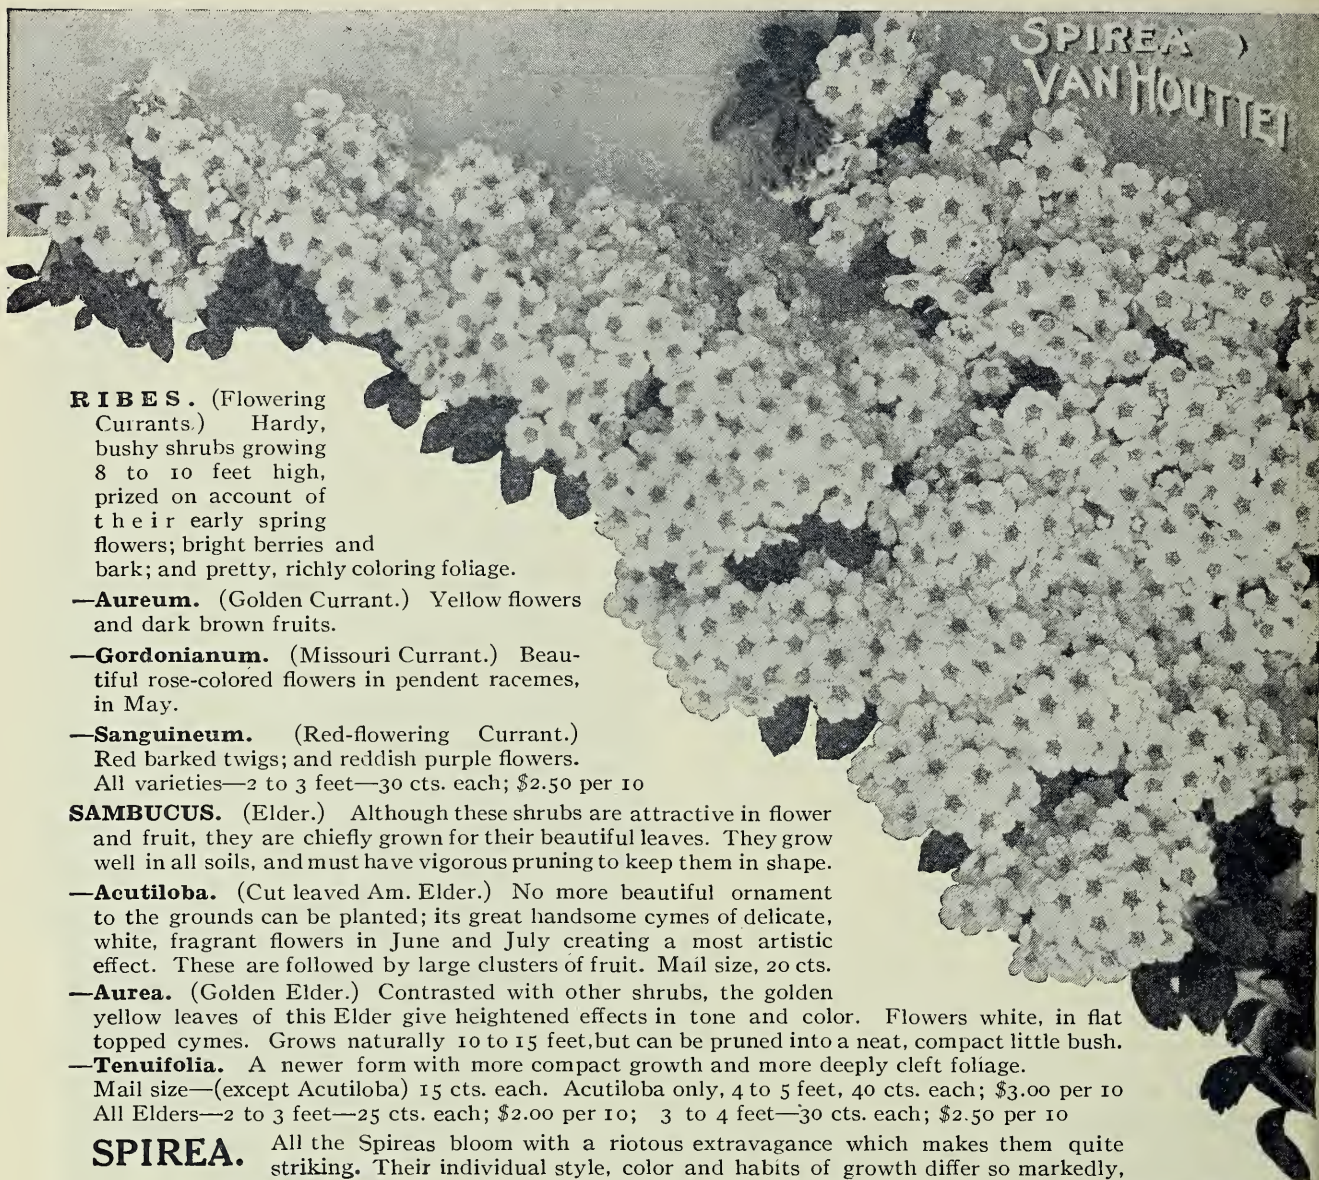 SPIREA
VAN HOUTTEI
RIBES. (Flowering
Currants.) Hardy,
bushy shrubs growing
8 to 10 feet high,
prized on account of
their early spring
flowers; bright berries and
bark; and pretty, richly coloring foliage.
—Aureum. (Golden Currant.) Yellow flowers
and dark brown fruits.
—Gordonianum. (Missouri Currant.) Beau-
tiful rose-colored flowers in pendent racemes,
in May.
—Sanguineum. (Red-flowering Currant.)
Red barked twigs; and reddish purple flowers.
All varieties—2 to 3 feet—30 cts. each; $2.50 per 10
SAMBUCUS. (Elder.) Although these shrubs are attractive in flower
and fruit, they are chiefly grown for their beautiful leaves. They grow
well in all soils, and must have vigorous pruning to keep them in shape.
—Acutiloba. (Cut leaved Am. Elder.) No more beautiful ornament
to the grounds can be planted; its great handsome cymes of delicate,
white, fragrant flowers in June and July creating a most artistic
effect. These are followed by large clusters of fruit. Mail size, 20 cts.
—Aurea. (Golden Elder.) Contrasted with other shrubs, the golden
yellow leaves of this Elder give heightened effects in tone and color. Flowers white, in flat
topped cymes. Grows naturally 10 to 15 feet, but can be pruned into a neat, compact little bush.
—Tenuifolia. A newer form with more compact growth and more deeply cleft foliage.
Mail size—(except Acutiloba) 15 cts. each. Acutiloba only, 4 to 5 feet, 40 cts. each; $3.00 per 10
All Elders—2 to 3 feet—25 cts. each; $2.00 per 10; 3 to 4 feet—30 cts. each; $2.50 per 10
SPIREA. All the Spireas bloom with a riotous extravagance which makes them quite
striking. Their individual style, color and habits of growth differ so markedly,